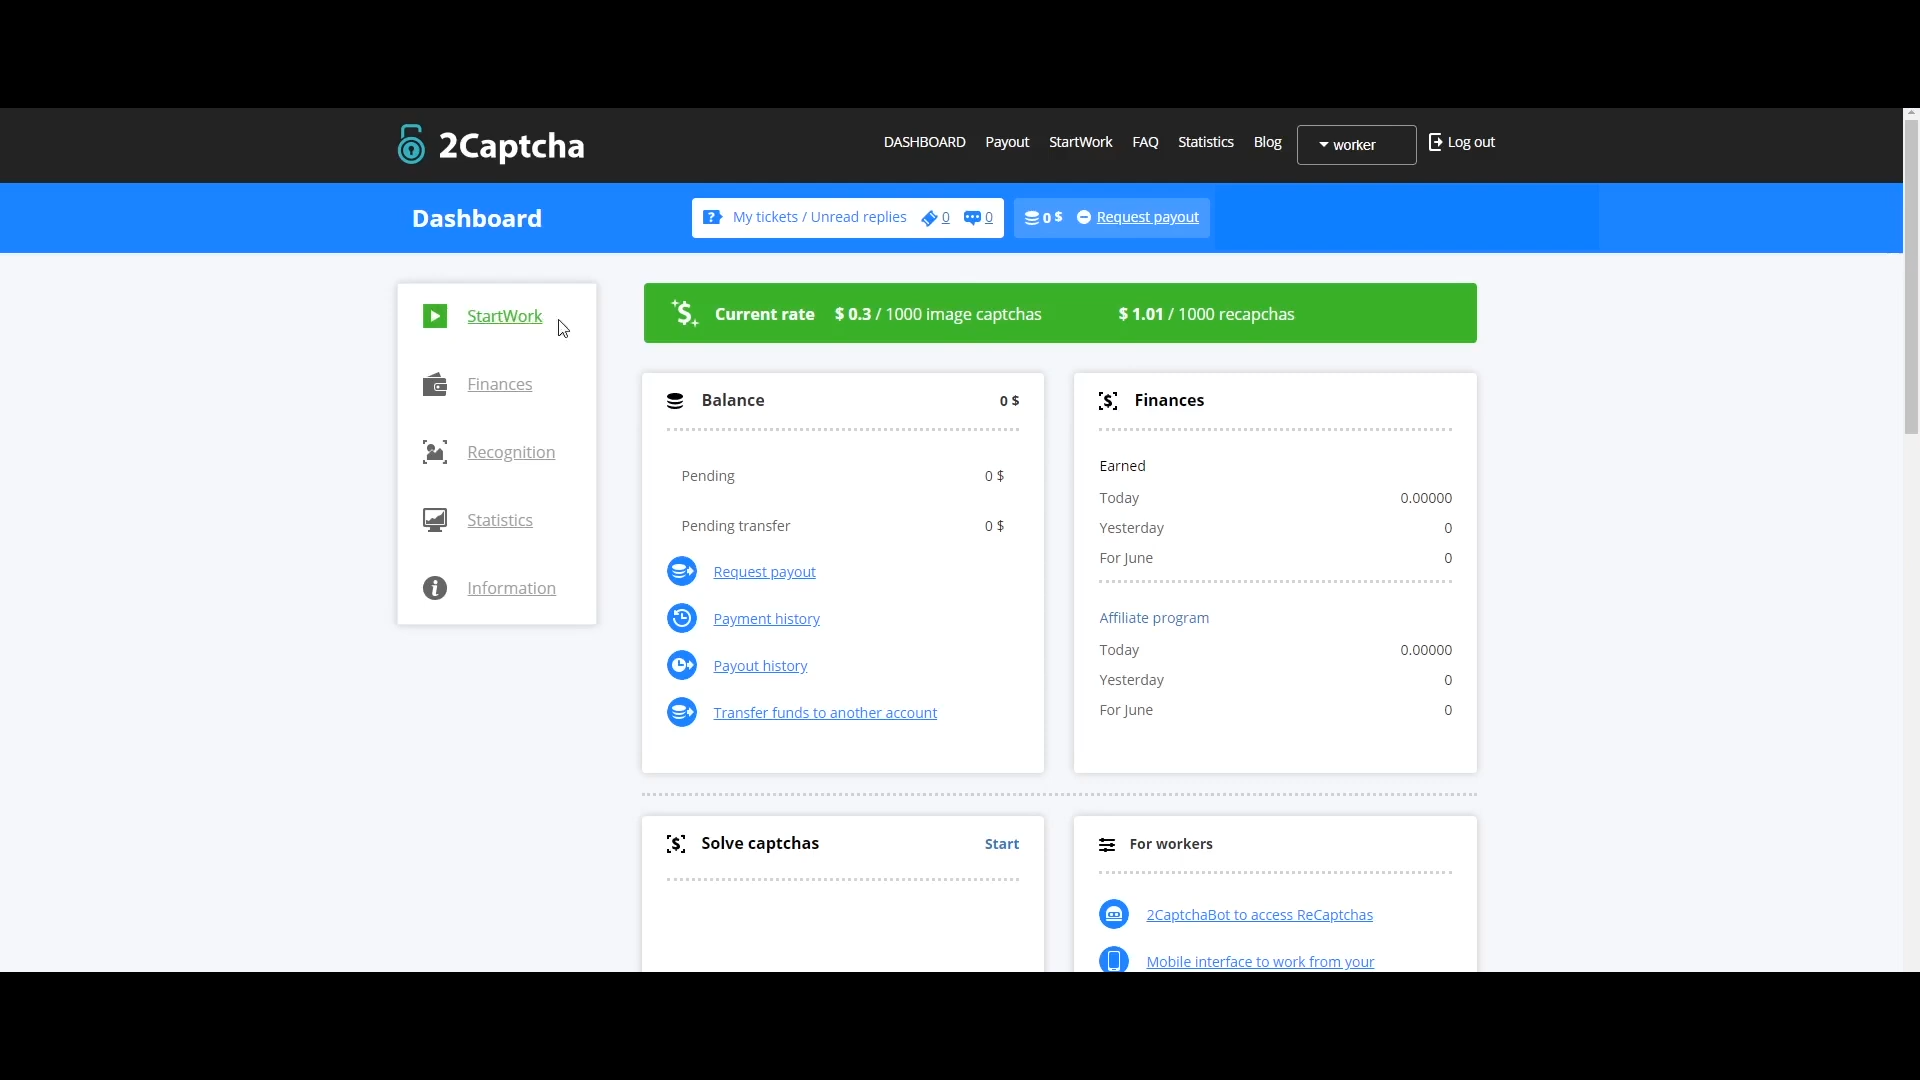 2Captcha
DASHBOARD Payout StartWork FAQ Statistics Blog worker Log out
Dashboard
My tickets / Unread replies 0 0
0 $ Request payout
StartWork
Finances
Recognition
Statistics
Information
Current rate $ 0.3 / 1000 image captchas $ 1.01 / 1000 recapchas
Balance 0 $
Pending 0 $
Pending transfer 0 $
Request payout
Payment history
Payout history
Transfer funds to another account
Finances
Earned
Today 0.00000
Yesterday 0
For June 0
Affiliate program
Today 0.00000
Yesterday 0
For June 0
Solve captchas Start
For workers
2CaptchaBot to access ReCaptchas
Mobile interface to work from your